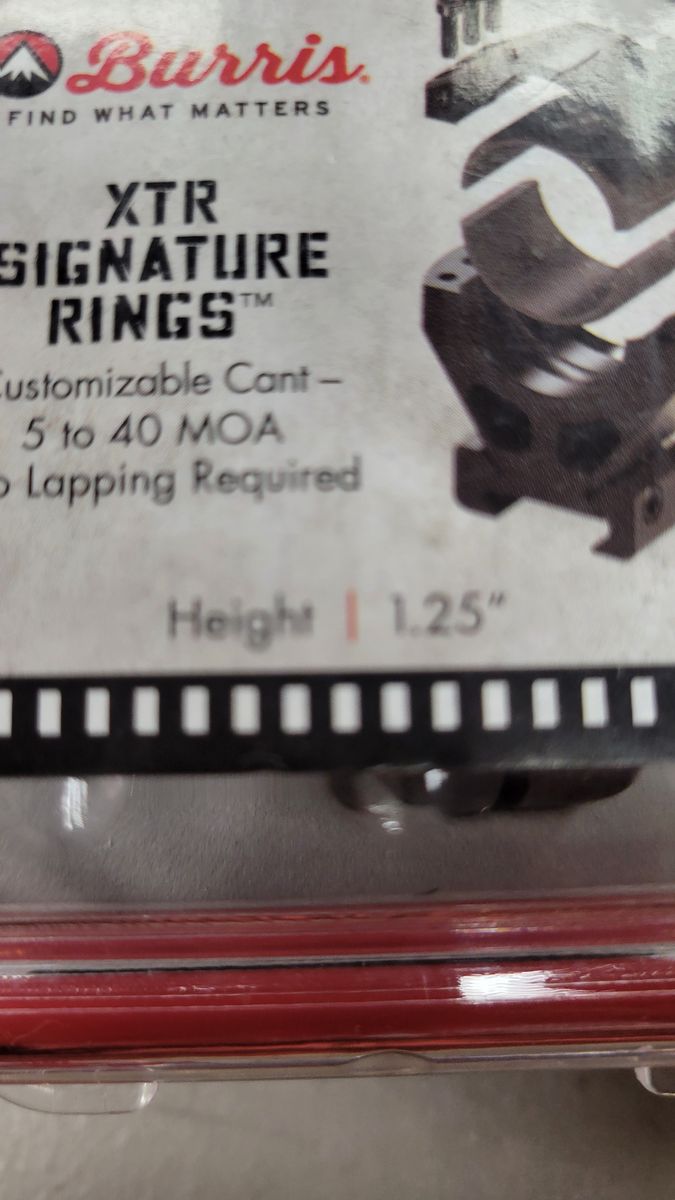 Burris.
FIND WHAT MATTERS
XTR
SIGNATURE
RINGS™
Customizable Cant –
5 to 40 MOA
Lapping Required
Height | 1.25"